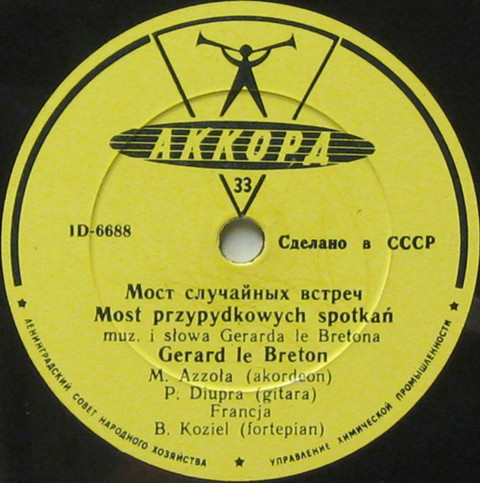 АККОРД
33
1D-6688
Сделано в СССР
Мост случайных встреч
Most przypydkowych spotkań
muz. i słowa Gerarda le Bretona
Gerard le Breton
M. Azzoła (akordeon)
P. Diupra (gitara)
Francja
B. Koziel (fortepian)
ЛЕНИНГРАДСКИЙ СОВЕТ НАРОДНОГО ХОЗЯЙСТВА ★ УПРАВЛЕНИЕ ХИМИЧЕСКОЙ ПРОМЫШЛЕННОСТИ